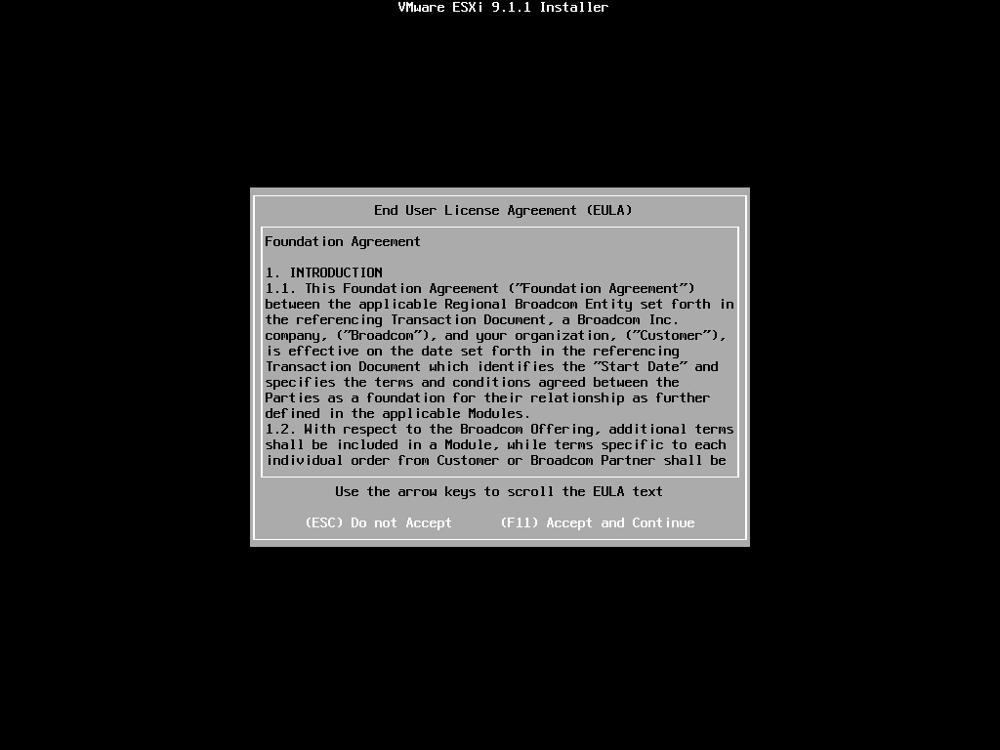 VMware ESXi 9.1.1 Installer
End User License Agreement (EULA)
Foundation Agreement
1. INTRODUCTION
1.1. This Foundation Agreement ("Foundation Agreement")
between the applicable Regional Broadcom Entity set forth in
the referencing Transaction Document, a Broadcom Inc.
company, ("Broadcom"), and your organization, ("Customer"),
is effective on the date set forth in the referencing
Transaction Document which identifies the "Start Date" and
specifies the terms and conditions agreed between the
Parties as a foundation for their relationship as further
defined in the applicable Modules.
1.2. With respect to the Broadcom Offering, additional terms
shall be included in a Module, while terms specific to each
individual order from Customer or Broadcom Partner shall be
Use the arrow keys to scroll the EULA text
(ESC) Do not Accept (F11) Accept and Continue